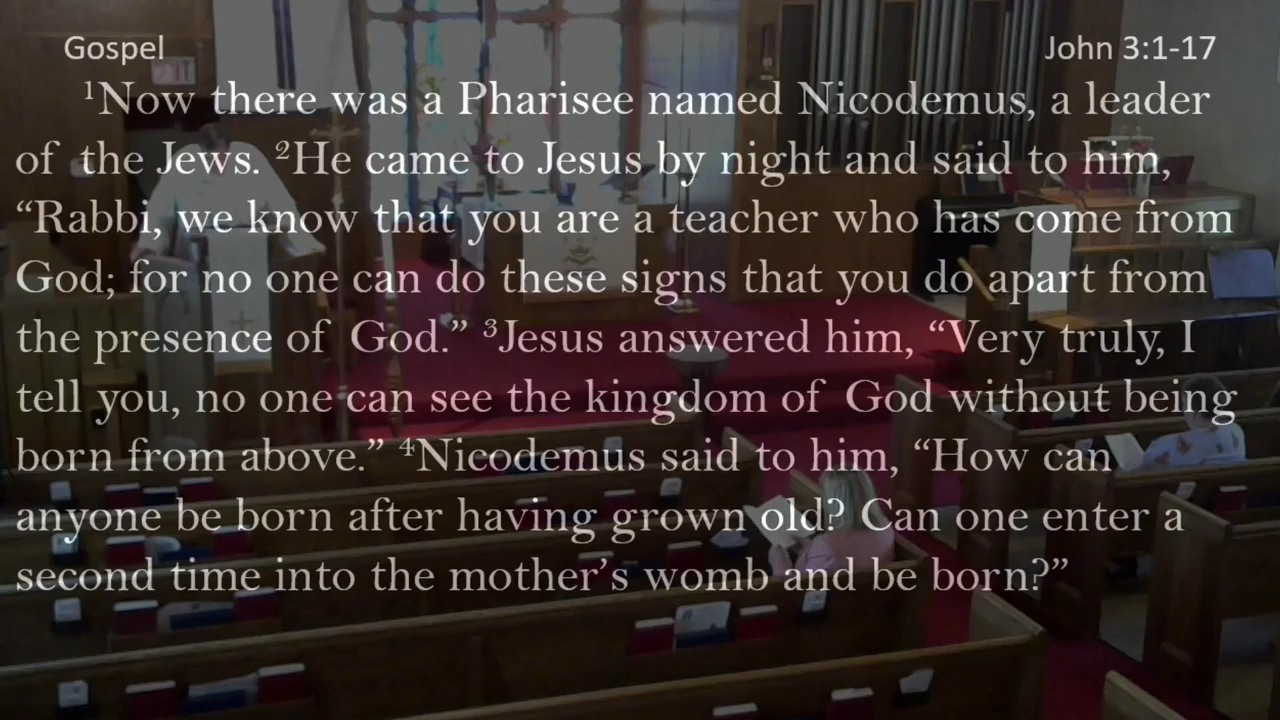 Gospel John 3:1-17
¹Now there was a Pharisee named Nicodemus, a leader
of the Jews. ²He came to Jesus by night and said to him,
“Rabbi, we know that you are a teacher who has come from
God; for no one can do these signs that you do apart from
the presence of God.” ³Jesus answered him, “Very truly, I
tell you, no one can see the kingdom of God without being
born from above.” ⁴Nicodemus said to him, “How can
anyone be born after having grown old? Can one enter a
second time into the mother’s womb and be born?”